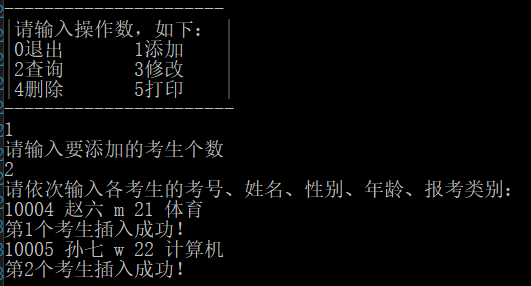 ----------------------
|请输入操作数，如下： |
|0退出 1添加 |
|2查询 3修改 |
|4删除 5打印 |
-----------------------
1
请输入要添加的考生个数
2
请依次输入各考生的考号、姓名、性别、年龄、报考类别：
10004 赵六 m 21 体育
第1个考生插入成功！
10005 孙七 w 22 计算机
第2个考生插入成功！